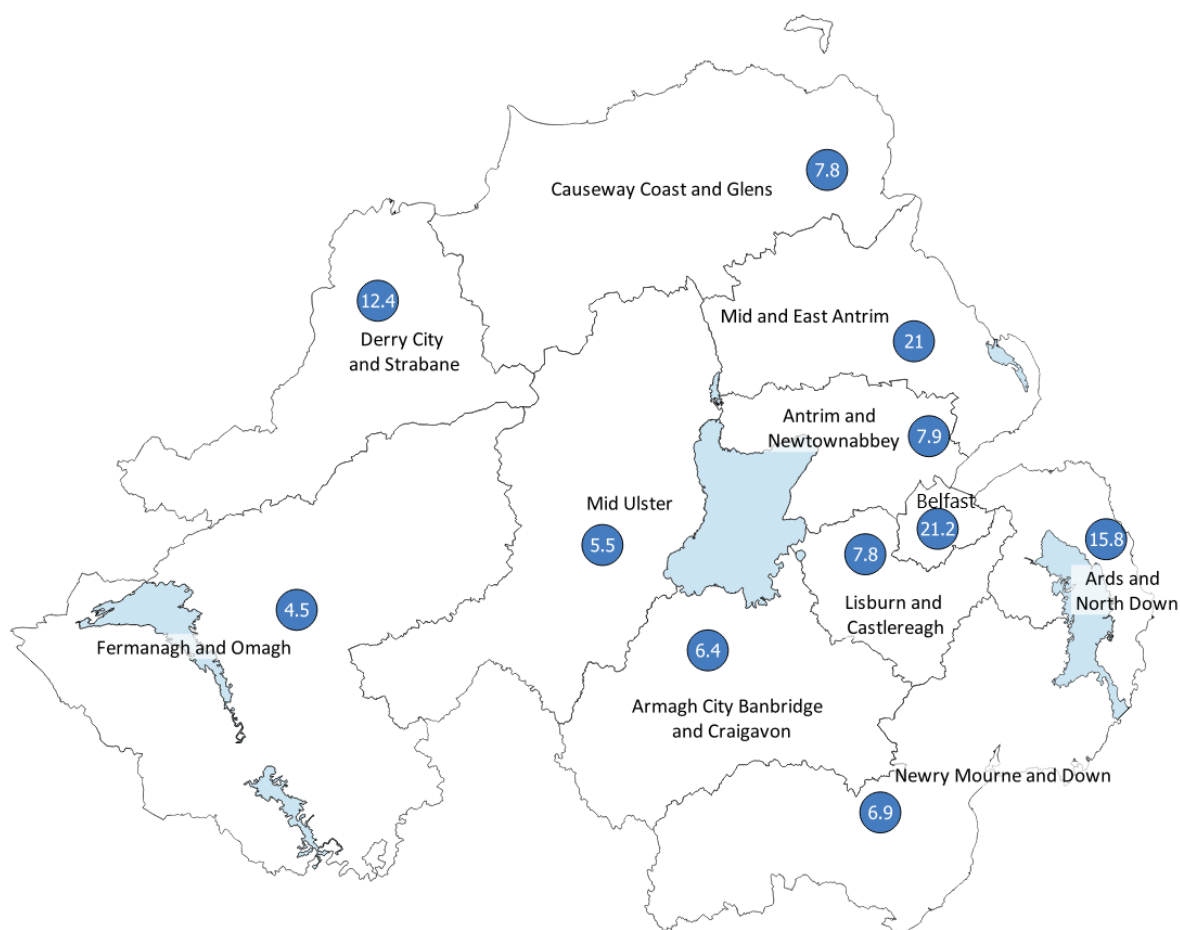 7.8
Causeway Coast and Glens
12.4
Derry City
and Strabane
Mid and East Antrim
21
Antrim and
Newtownabbey
7.9
Belfast
21.2
Mid Ulster
5.5
7.8
Lisburn and
Castlereagh
15.8
Ards and
North Down
4.5
Fermanagh and Omagh
6.4
Armagh City Banbridge
and Craigavon
Newry Mourne and Down
6.9